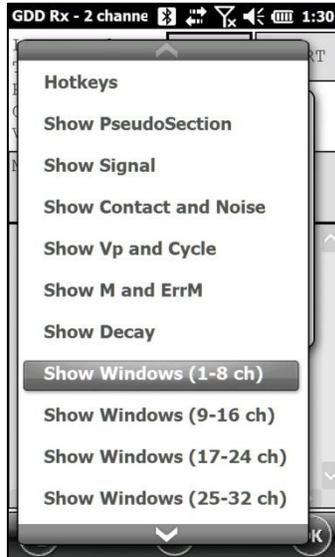 GDD Rx - 2 channe 1:30
RT
Hotkeys
Show PseudoSection
Show Signal
Show Contact and Noise
Show Vp and Cycle
Show M and ErrM
Show Decay
Show Windows (1-8 ch)
Show Windows (9-16 ch)
Show Windows (17-24 ch)
Show Windows (25-32 ch)
K